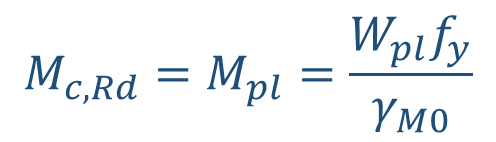 M_{c,Rd} = M_{pl} = \frac{W_{pl} f_y}{\gamma_{M0}}